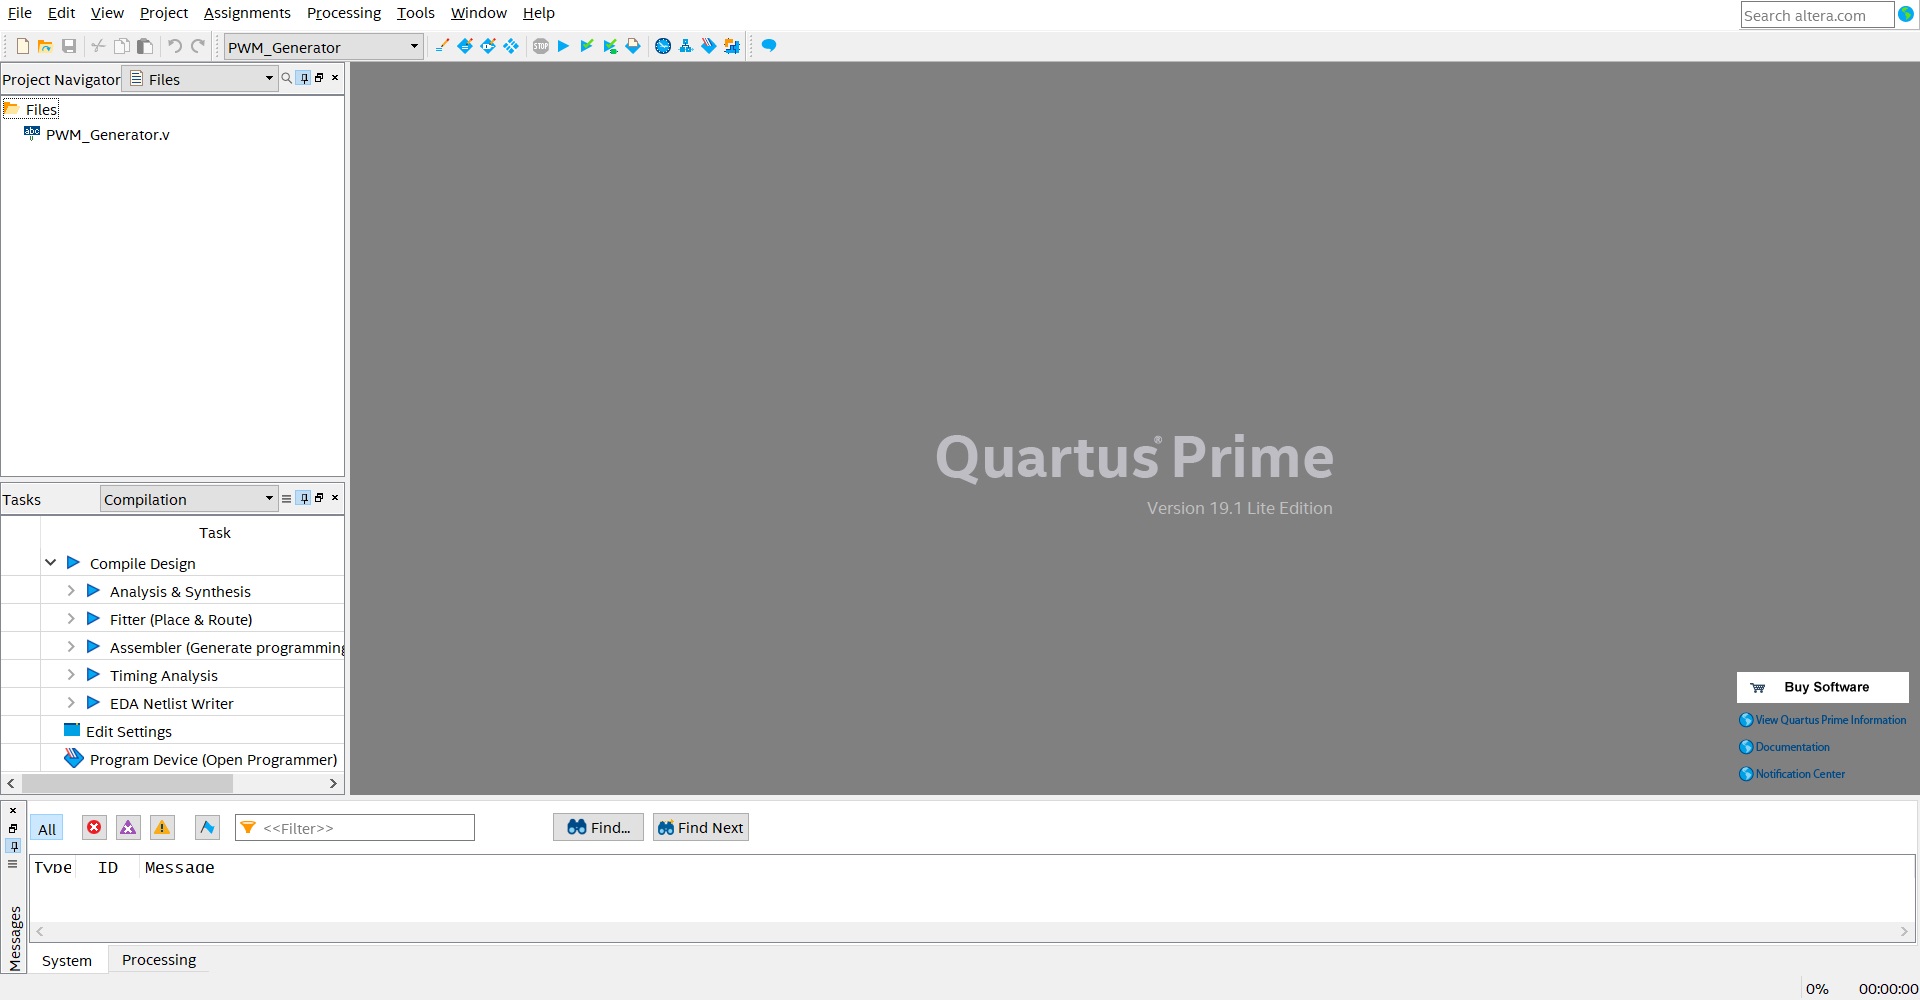 File Edit View Project Assignments Processing Tools Window Help
Search altera.com
PWM_Generator
Project Navigator Files
Files
PWM_Generator.v
Quartus® Prime
Version 19.1 Lite Edition
Tasks Compilation
Task
Compile Design
Analysis & Synthesis
Fitter (Place & Route)
Assembler (Generate programming
Timing Analysis
EDA Netlist Writer
Edit Settings
Program Device (Open Programmer)
Buy Software
View Quartus Prime Information
Documentation
Notification Center
All <<Filter>> Find... Find Next
Type ID Message
Messages
System Processing
0% 00:00:00